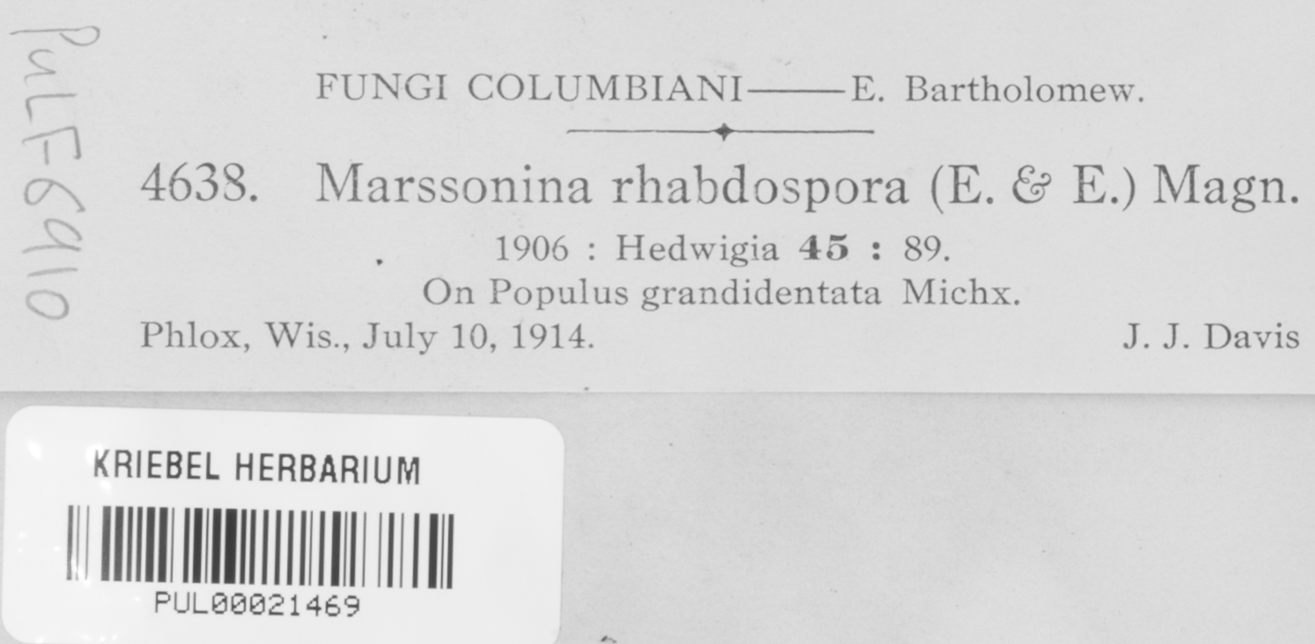 PULF6910
FUNGI COLUMBIANI——E. Bartholomew.
4638. Marssonina rhabdospora (E. & E.) Magn.
1906 : Hedwigia 45 : 89.
On Populus grandidentata Michx.
Phlox, Wis., July 10, 1914. J. J. Davis
KRIEBEL HERBARIUM
PUL00021469